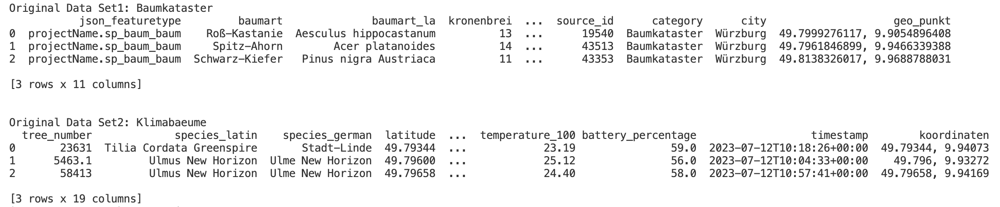 Original Data Set1: Baumkataster
json_featuretype baumart baumart_la kronenbrei ... source_id category city geo_punkt
0 projectName.sp_baum_baum Roß-Kastanie Aesculus hippocastanum 13 ... 19540 Baumkataster Würzburg 49.7999276117, 9.9054896408
1 projectName.sp_baum_baum Spitz-Ahorn Acer platanoides 14 ... 43513 Baumkataster Würzburg 49.7961846899, 9.9466339388
2 projectName.sp_baum_baum Schwarz-Kiefer Pinus nigra Austriaca 11 ... 43353 Baumkataster Würzburg 49.8138326017, 9.9688788031
[3 rows x 11 columns]
Original Data Set2: Klimabaeume
tree_number species_latin species_german latitude ... temperature_100 battery_percentage timestamp koordinaten
0 23631 Tilia Cordata Greenspire Stadt-Linde 49.79344 ... 23.19 59.0 2023-07-12T10:18:26+00:00 49.79344, 9.94073
1 5463.1 Ulmus New Horizon Ulme New Horizon 49.79600 ... 25.12 56.0 2023-07-12T10:04:33+00:00 49.796, 9.93272
2 58413 Ulmus New Horizon Ulme New Horizon 49.79658 ... 24.40 58.0 2023-07-12T10:57:41+00:00 49.79658, 9.94169
[3 rows x 19 columns]